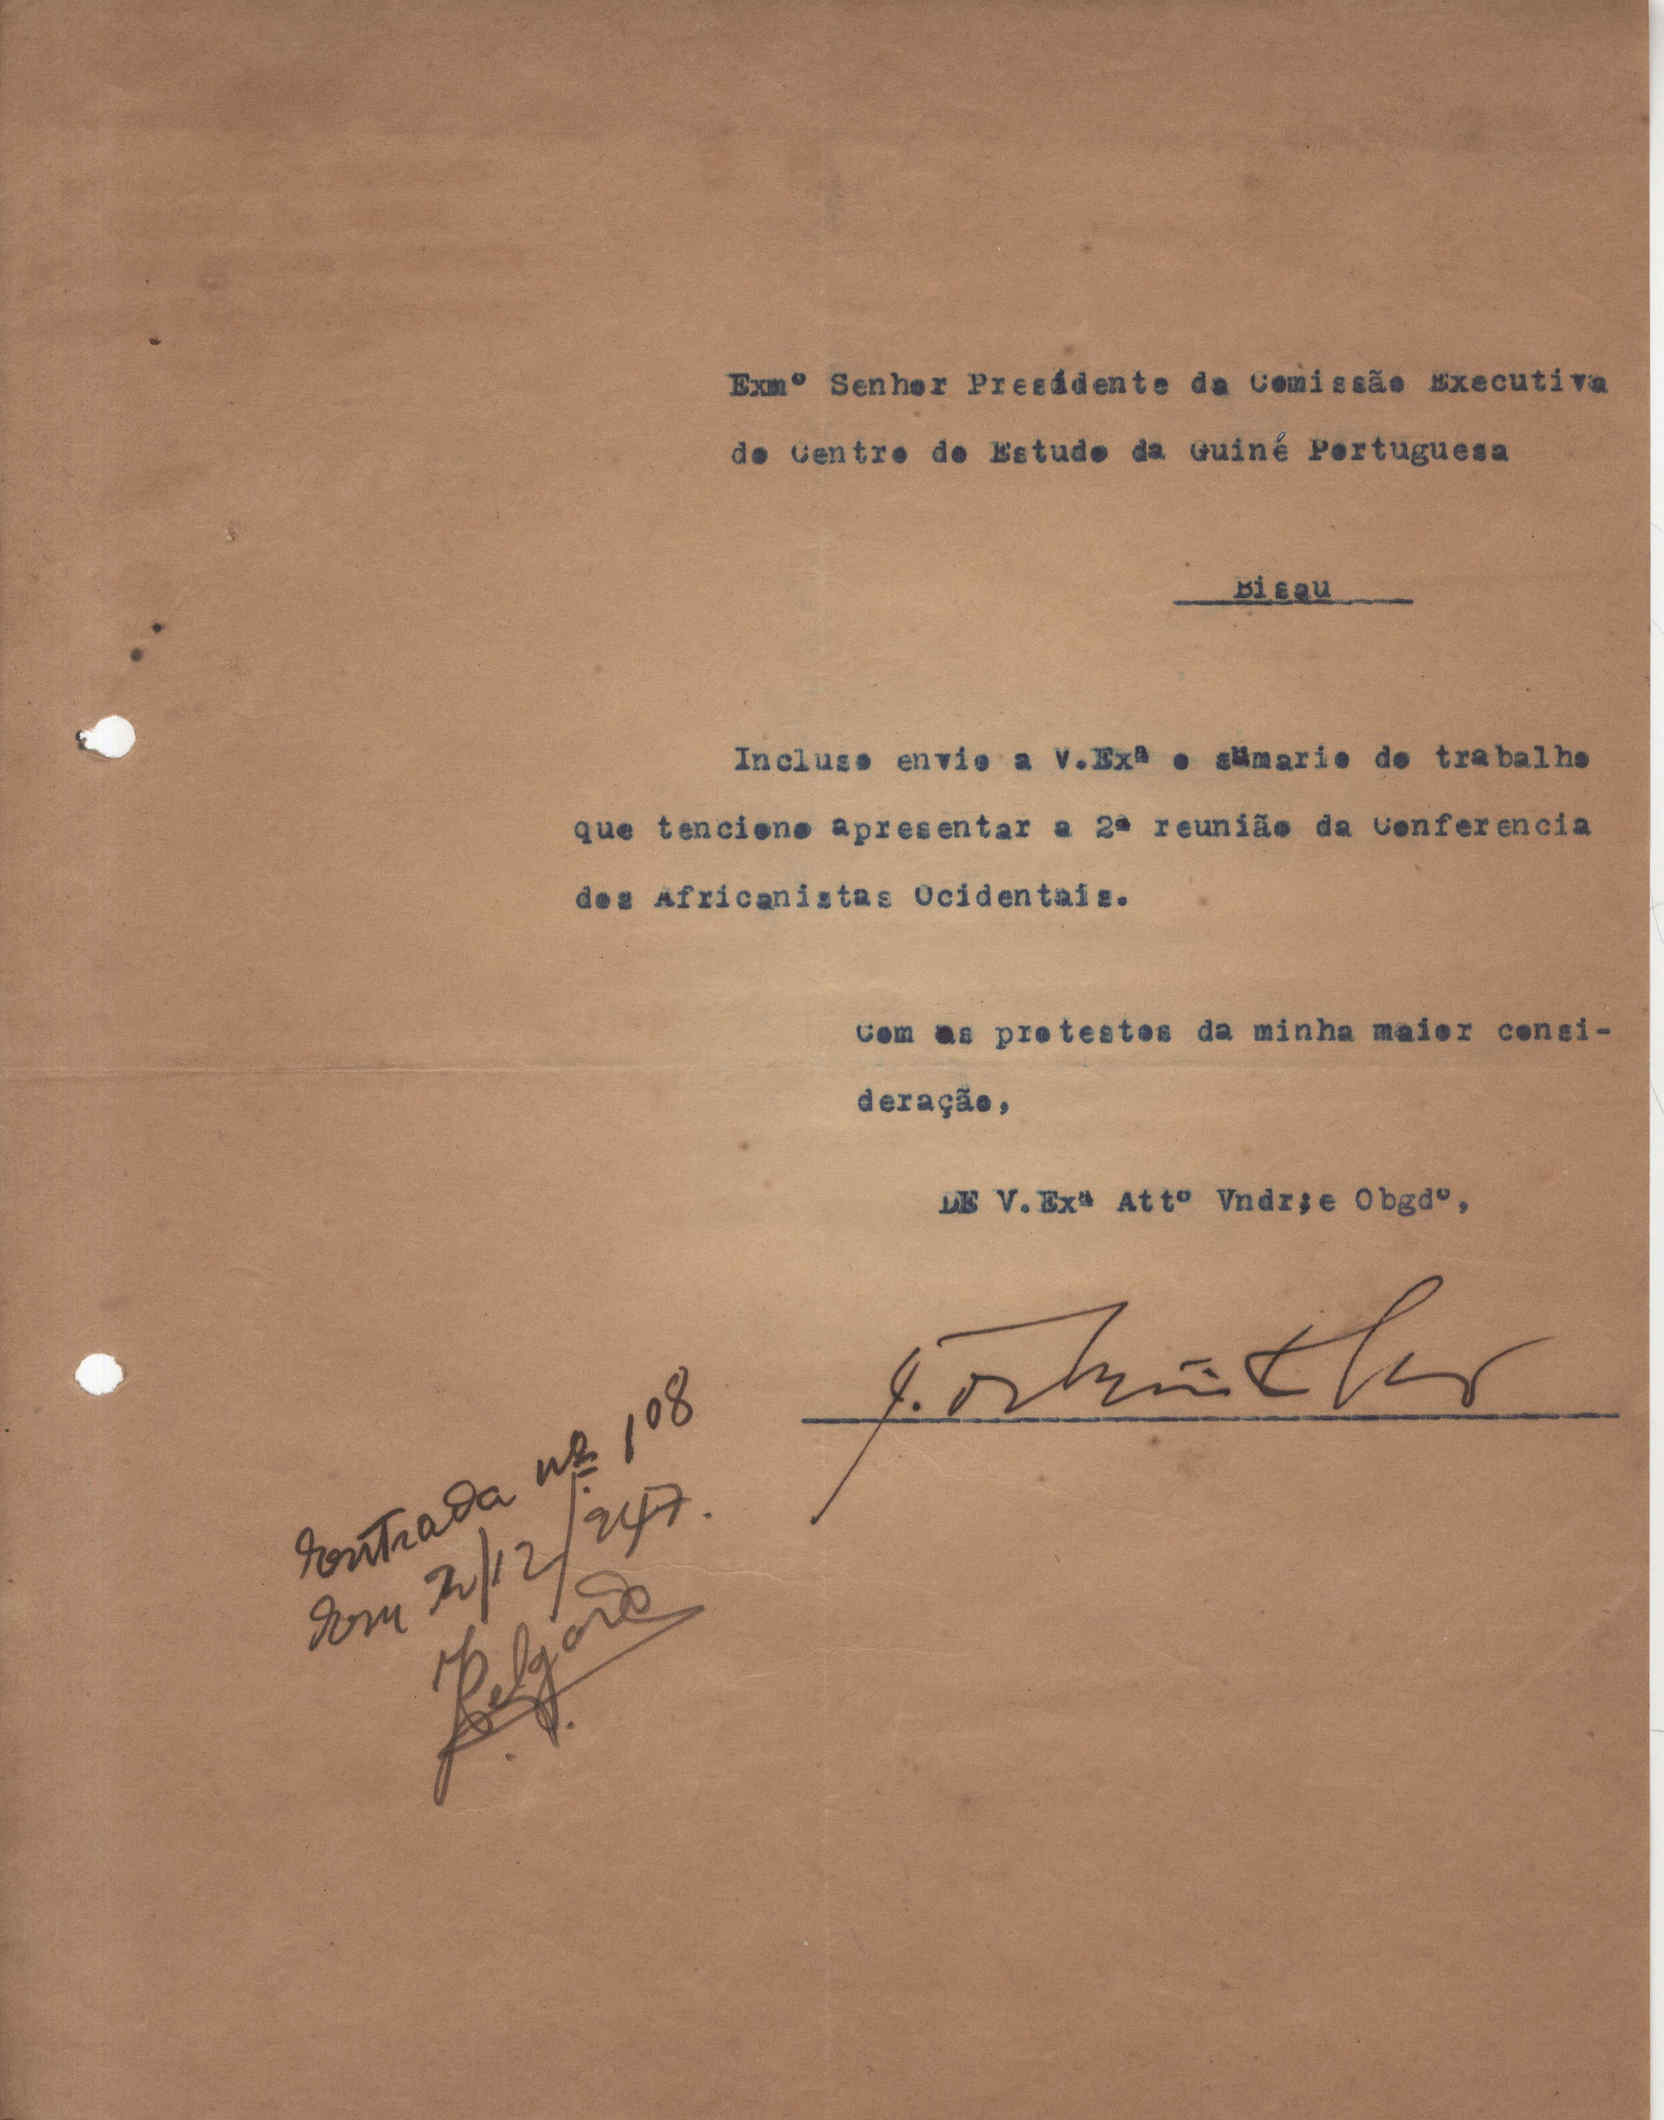 Exmº Senhor Presidente da Comissão Executiva
do Centro de Estudo da Guiné Portuguesa
Bisau
Incluso envio a V.Exª o sumario do trabalho
que tenciono apresentar a 2ª reunião da Conferencia
dos Africanistas Ocidentais.
Com os protestos da minha maior consi-
deração,
DE V.Exª Attº Vndr;e Obgdº,
Entrada nº 108
Em 2/12/947.